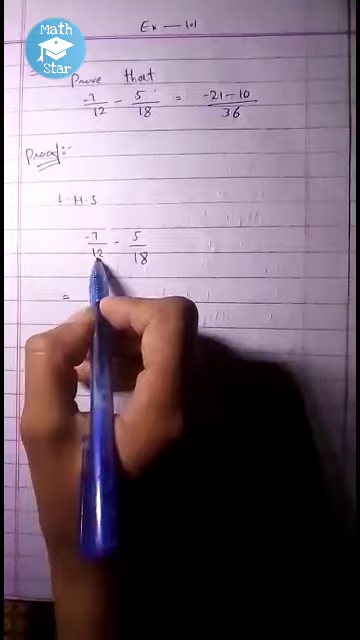 Math
Star
Ex — 1.1
Prove that
-7/12 - 5/18 = -21-10/36
Proof:-
L.H.S
-7/12 - 5/18
=